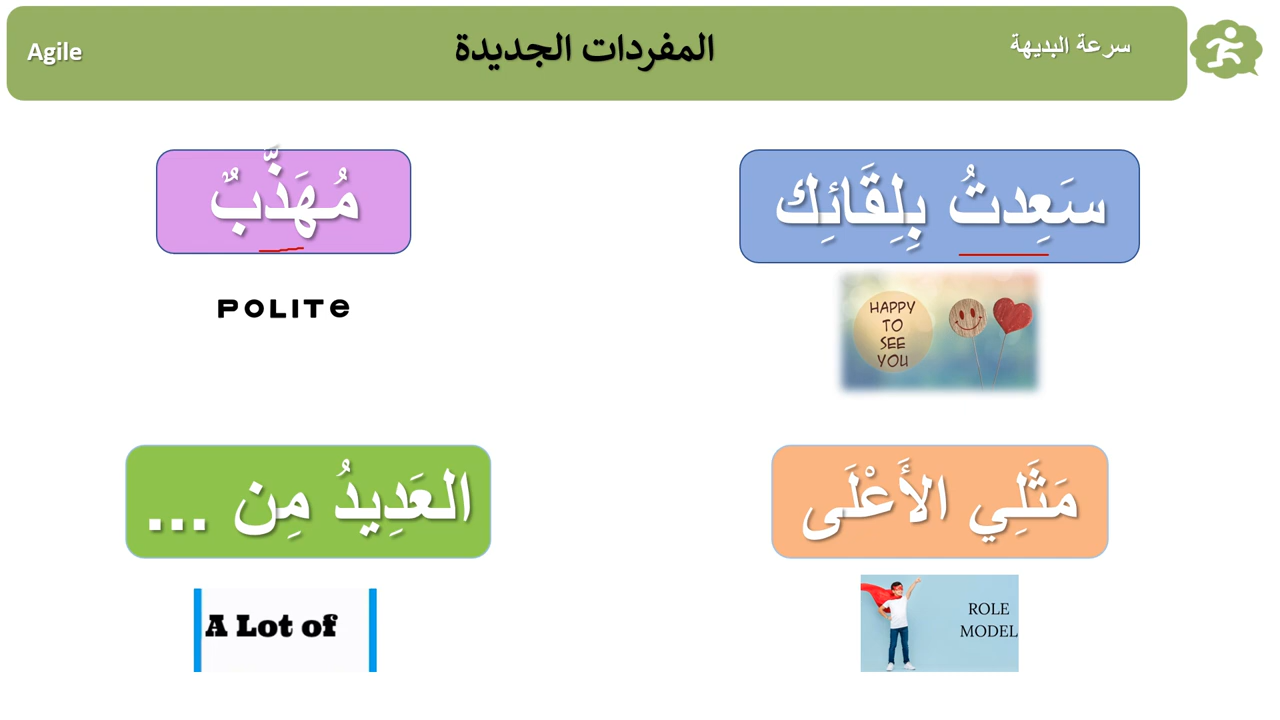 سرعة البديهة
المفردات الجديدة
Agile
سَعِدتُ بِلِقَائِك
مُهَذَّبٌ
HAPPY
TO
SEE
YOU
POLITE
مَثَلِي الأَعْلَى
العَدِيدُ مِن ...
ROLE
MODEL
A Lot of